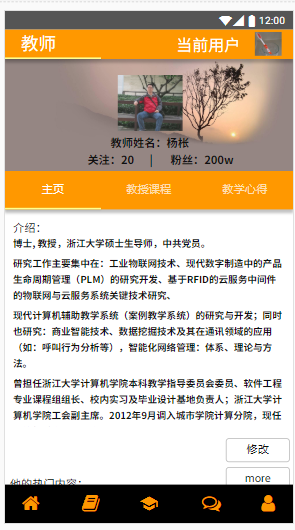 12:00
教师
当前用户
教师姓名：杨枨
关注：20 | 粉丝：200w
主页 教授课程 教学心得
介绍：
博士,教授，浙江大学硕士生导师，中共党员。
研究工作主要集中在：工业物联网技术、现代数字制造中的产品
生命周期管理（PLM）的研究开发、基于RFID的云服务中间件
的物联网与云服务系统关键技术研究、
现代计算机辅助教学系统（案例教学系统）的研究与开发；同时
也研究：商业智能技术、数据挖掘技术及其在通讯领域的应用
（如：呼叫行为分析等），智能化网络管理：体系、理论与方
法。
曾担任浙江大学计算机学院本科教学指导委员会委员、软件工程
专业课程组组长、校内实习及毕业设计基地负责人；浙江大学计
算机学院工会副主席。2012年9月调入城市学院计算分院，现任
修改
他的热门内容：
more